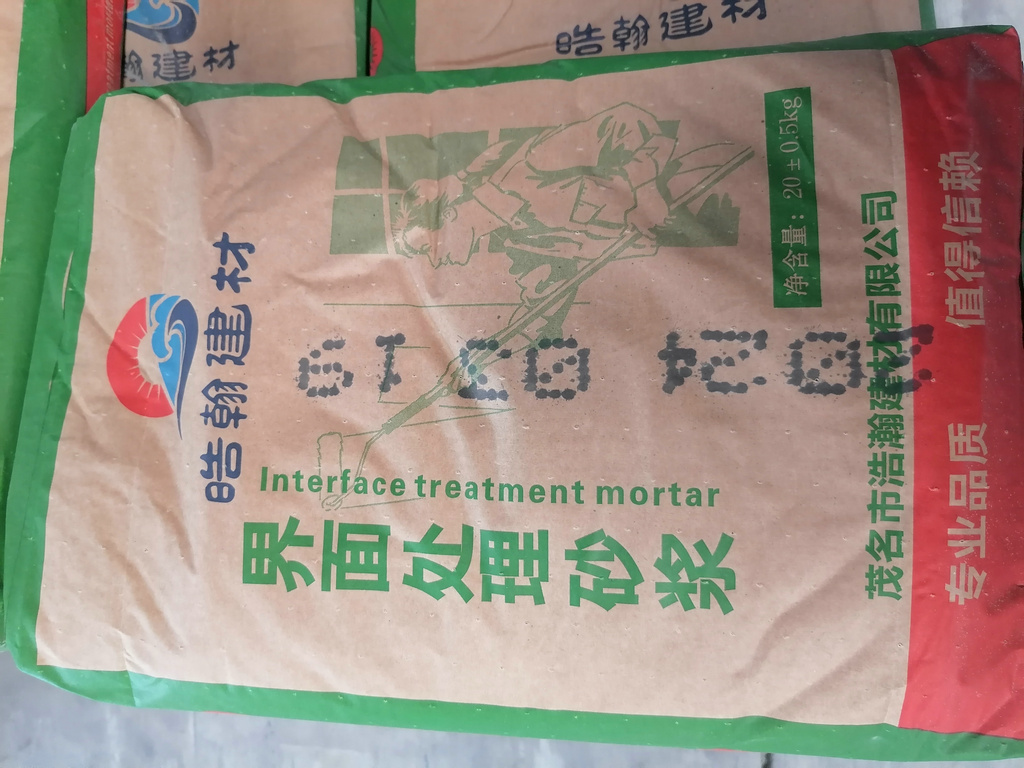 翰建材
皓翰建材
皓翰建材
界面处理砂浆
Interface treatment mortar
净含量：20±0.5kg
茂名市浩瀚建材有限公司
专业品质 值得信赖